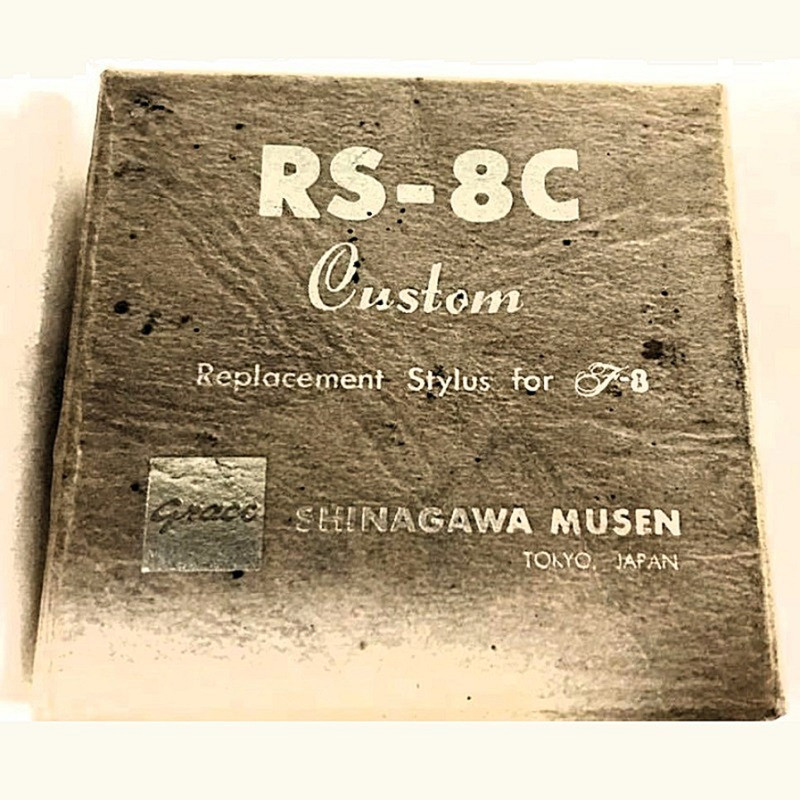 RS-8C
Custom
Replacement Stylus for F-8
Grace
SHINAGAWA MUSEN
TOKYO, JAPAN